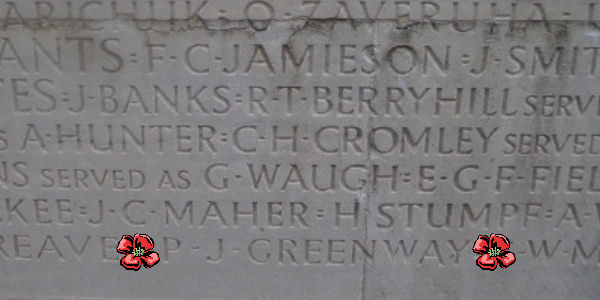 ARICHUK · O · ZAVERUHA ·
ANTS : F · C · JAMIESON · J · SMIT
TES : J · BANKS : R · T · BERRYHILL SERV
S A · HUNTER : C · H · CROMLEY SERVED
NS SERVED AS G · WAUGH : E · G · F · FIEL
KEE : J · C · MAHER : H STUMPF : A ·
REAVE P · J · GREENWAY W · M